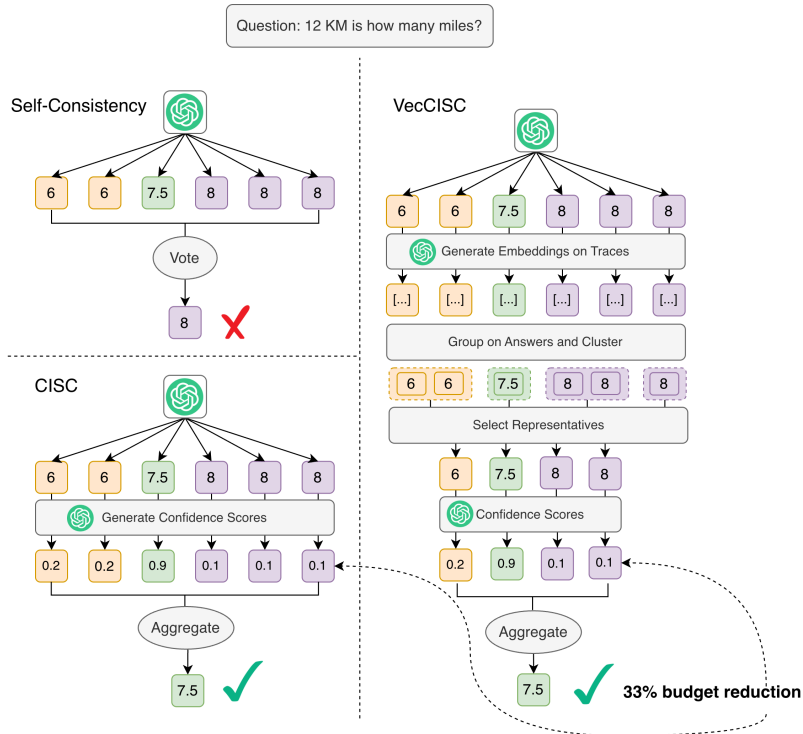 Question: 12 KM is how many miles?
Self-Consistency
6 6 7.5 8 8 8
Vote
8
CISC
6 6 7.5 8 8 8
Generate Confidence Scores
0.2 0.2 0.9 0.1 0.1 0.1
Aggregate
7.5
VecCISC
6 6 7.5 8 8 8
Generate Embeddings on Traces
[...] [...] [...] [...] [...] [...]
Group on Answers and Cluster
6 6 7.5 8 8 8
Select Representatives
6 7.5 8 8
Confidence Scores
0.2 0.9 0.1 0.1
Aggregate
7.5
33% budget reduction